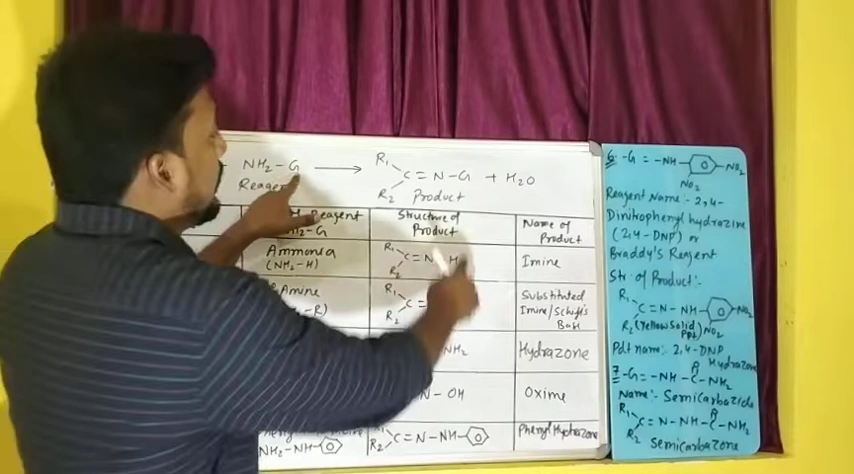 NH2-G → R1 R2 C=N-G + H2O
Reagent Product
Reagent Structure of Name of
NH2-G Product Product
Ammonia R1 C=N H Imine
(NH2-H) R2
Amine R1 C= Substituted
-R) R2 Imine/Schiff's
Base
NH2 Hydrazone
N-OH Oxime
NH2-NH R1 R2 C=N-NH Phenyl Hydrazone
6 -G = -NH NO2
NO2
Reagent Name - 2,4-
Dinitrophenyl hydrazine
(2,4-DNP) or
Braddy's Reagent
Str. of Product:-
R1 C=N-NH NO2
R2 (Yellow Solid ppt) NO2
Pdt name: 2,4-DNP
Hydrazone
7 -G = -NH-C-NH2
O
Name:- Semicarbazide
R1 O
C=N-NH-C-NH2
R2 Semicarbazone